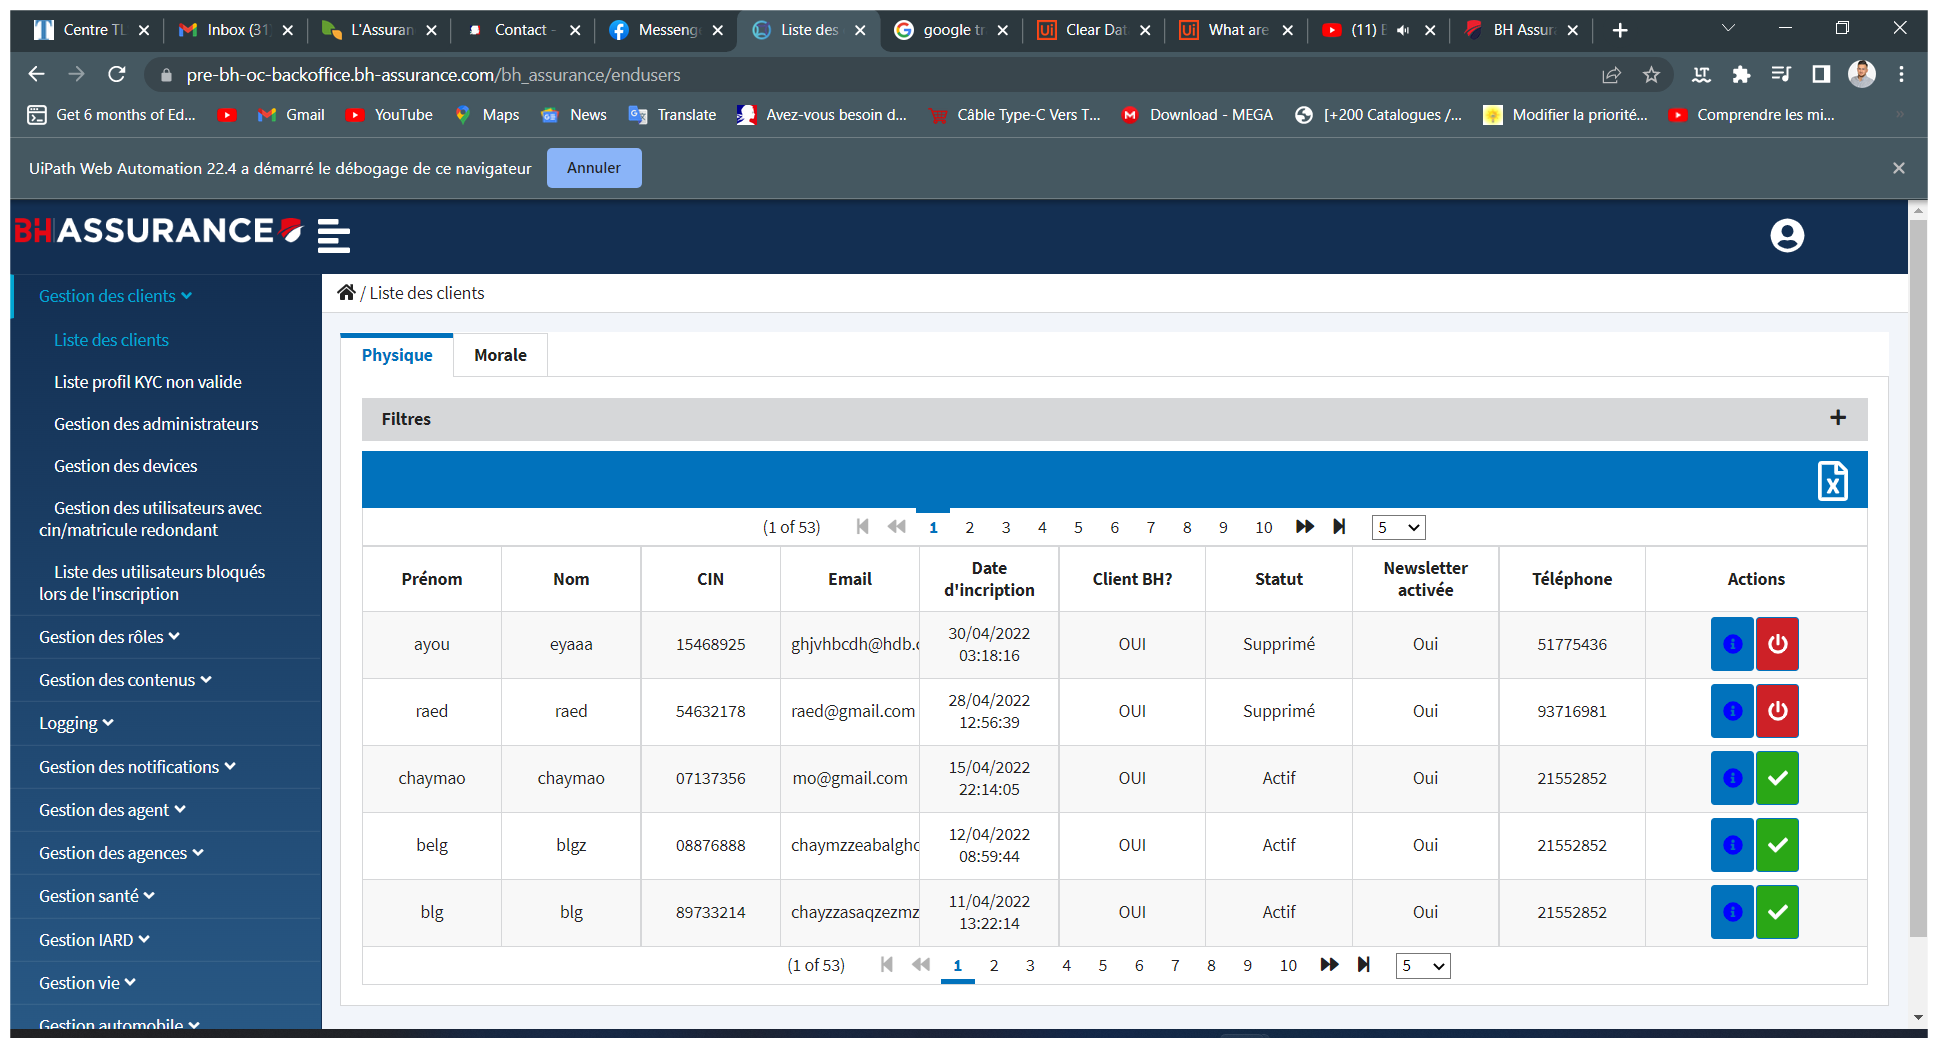 Centre TL
Inbox (31
L'Assuran
Contact -
Messeng
Liste des
google tr
Clear Dat
What are
(11) E
BH Assur
pre-bh-oc-backoffice.bh-assurance.com/bh_assurance/endusers
Get 6 months of Ed...
Gmail
YouTube
Maps
News
Translate
Avez-vous besoin d...
Câble Type-C Vers T...
Download - MEGA
[+200 Catalogues /...
Modifier la priorité...
Comprendre les mi...
UiPath Web Automation 22.4 a démarré le débogage de ce navigateur
Annuler
BH ASSURANCE
Gestion des clients
Liste des clients
Liste profil KYC non valide
Gestion des administrateurs
Gestion des devices
Gestion des utilisateurs avec
cin/matricule redondant
Liste des utilisateurs bloqués
lors de l'inscription
Gestion des rôles
Gestion des contenus
Logging
Gestion des notifications
Gestion des agent
Gestion des agences
Gestion santé
Gestion IARD
Gestion vie
Gestion automobile
/ Liste des clients
Physique
Morale
Filtres
+
(1 of 53) 1 2 3 4 5 6 7 8 9 10 5
Prénom Nom CIN Email Date d'incription Client BH? Statut Newsletter activée Téléphone Actions
ayou eyaaa 15468925 ghjvhbcdh@hdb. 30/04/2022 03:18:16 OUI Supprimé Oui 51775436
raed raed 54632178 raed@gmail.com 28/04/2022 12:56:39 OUI Supprimé Oui 93716981
chaymao chaymao 07137356 mo@gmail.com 15/04/2022 22:14:05 OUI Actif Oui 21552852
belg blgz 08876888 chaymzzeabalghc 12/04/2022 08:59:44 OUI Actif Oui 21552852
blg blg 89733214 chayzzasaqzezmz 11/04/2022 13:22:14 OUI Actif Oui 21552852
(1 of 53) 1 2 3 4 5 6 7 8 9 10 5